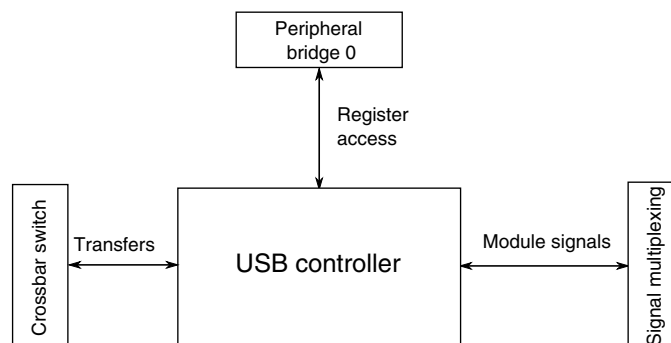 Peripheral
bridge 0
Register
access
Crossbar switch
Transfers
USB controller
Module signals
Signal multiplexing